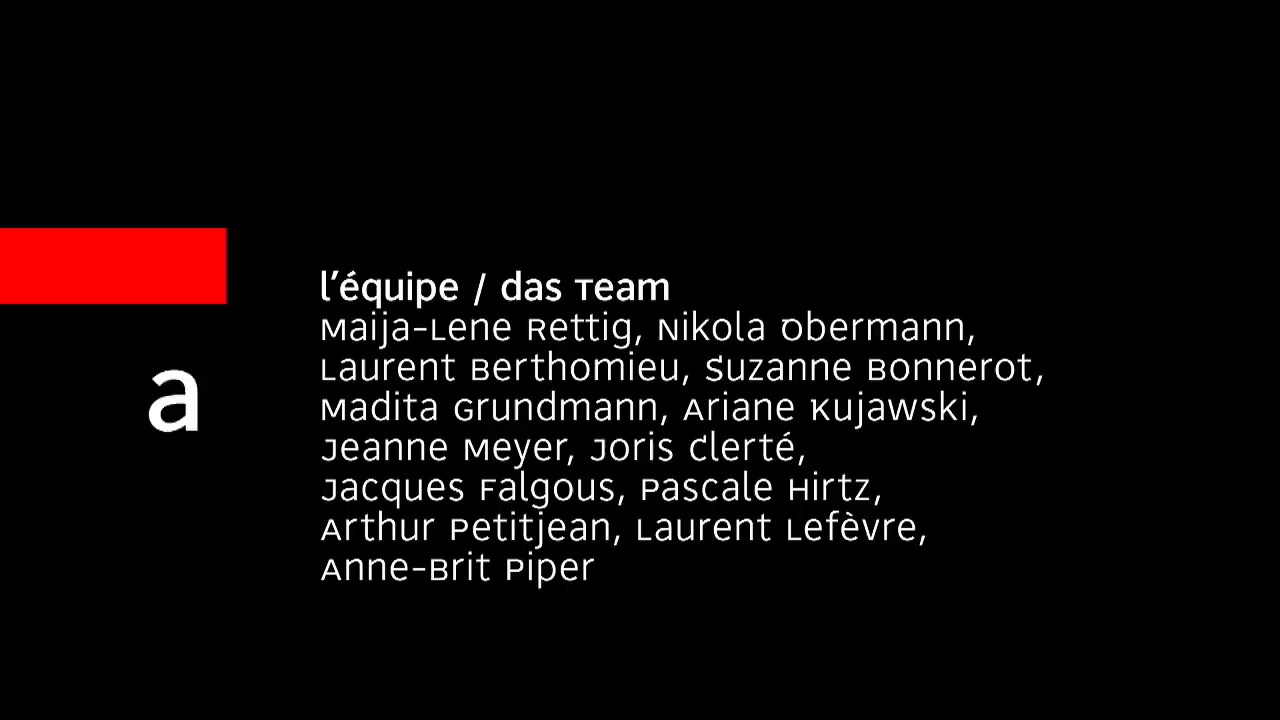 l'équipe / das Team
Maija-Lene Rettig, Nikola Obermann,
Laurent Berthomieu, Suzanne Bonnerot,
Madita Grundmann, Ariane Kujawski,
Jeanne Meyer, Joris Clerté,
a
Jacques Falgous, Pascale Hirtz,
Arthur Petitjean, Laurent Lefèvre,
Anne-Brit Piper